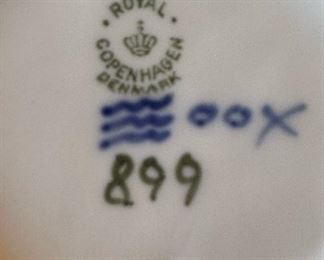 · ROYAL ·
COPENHAGEN
DENMARK
ooX
899